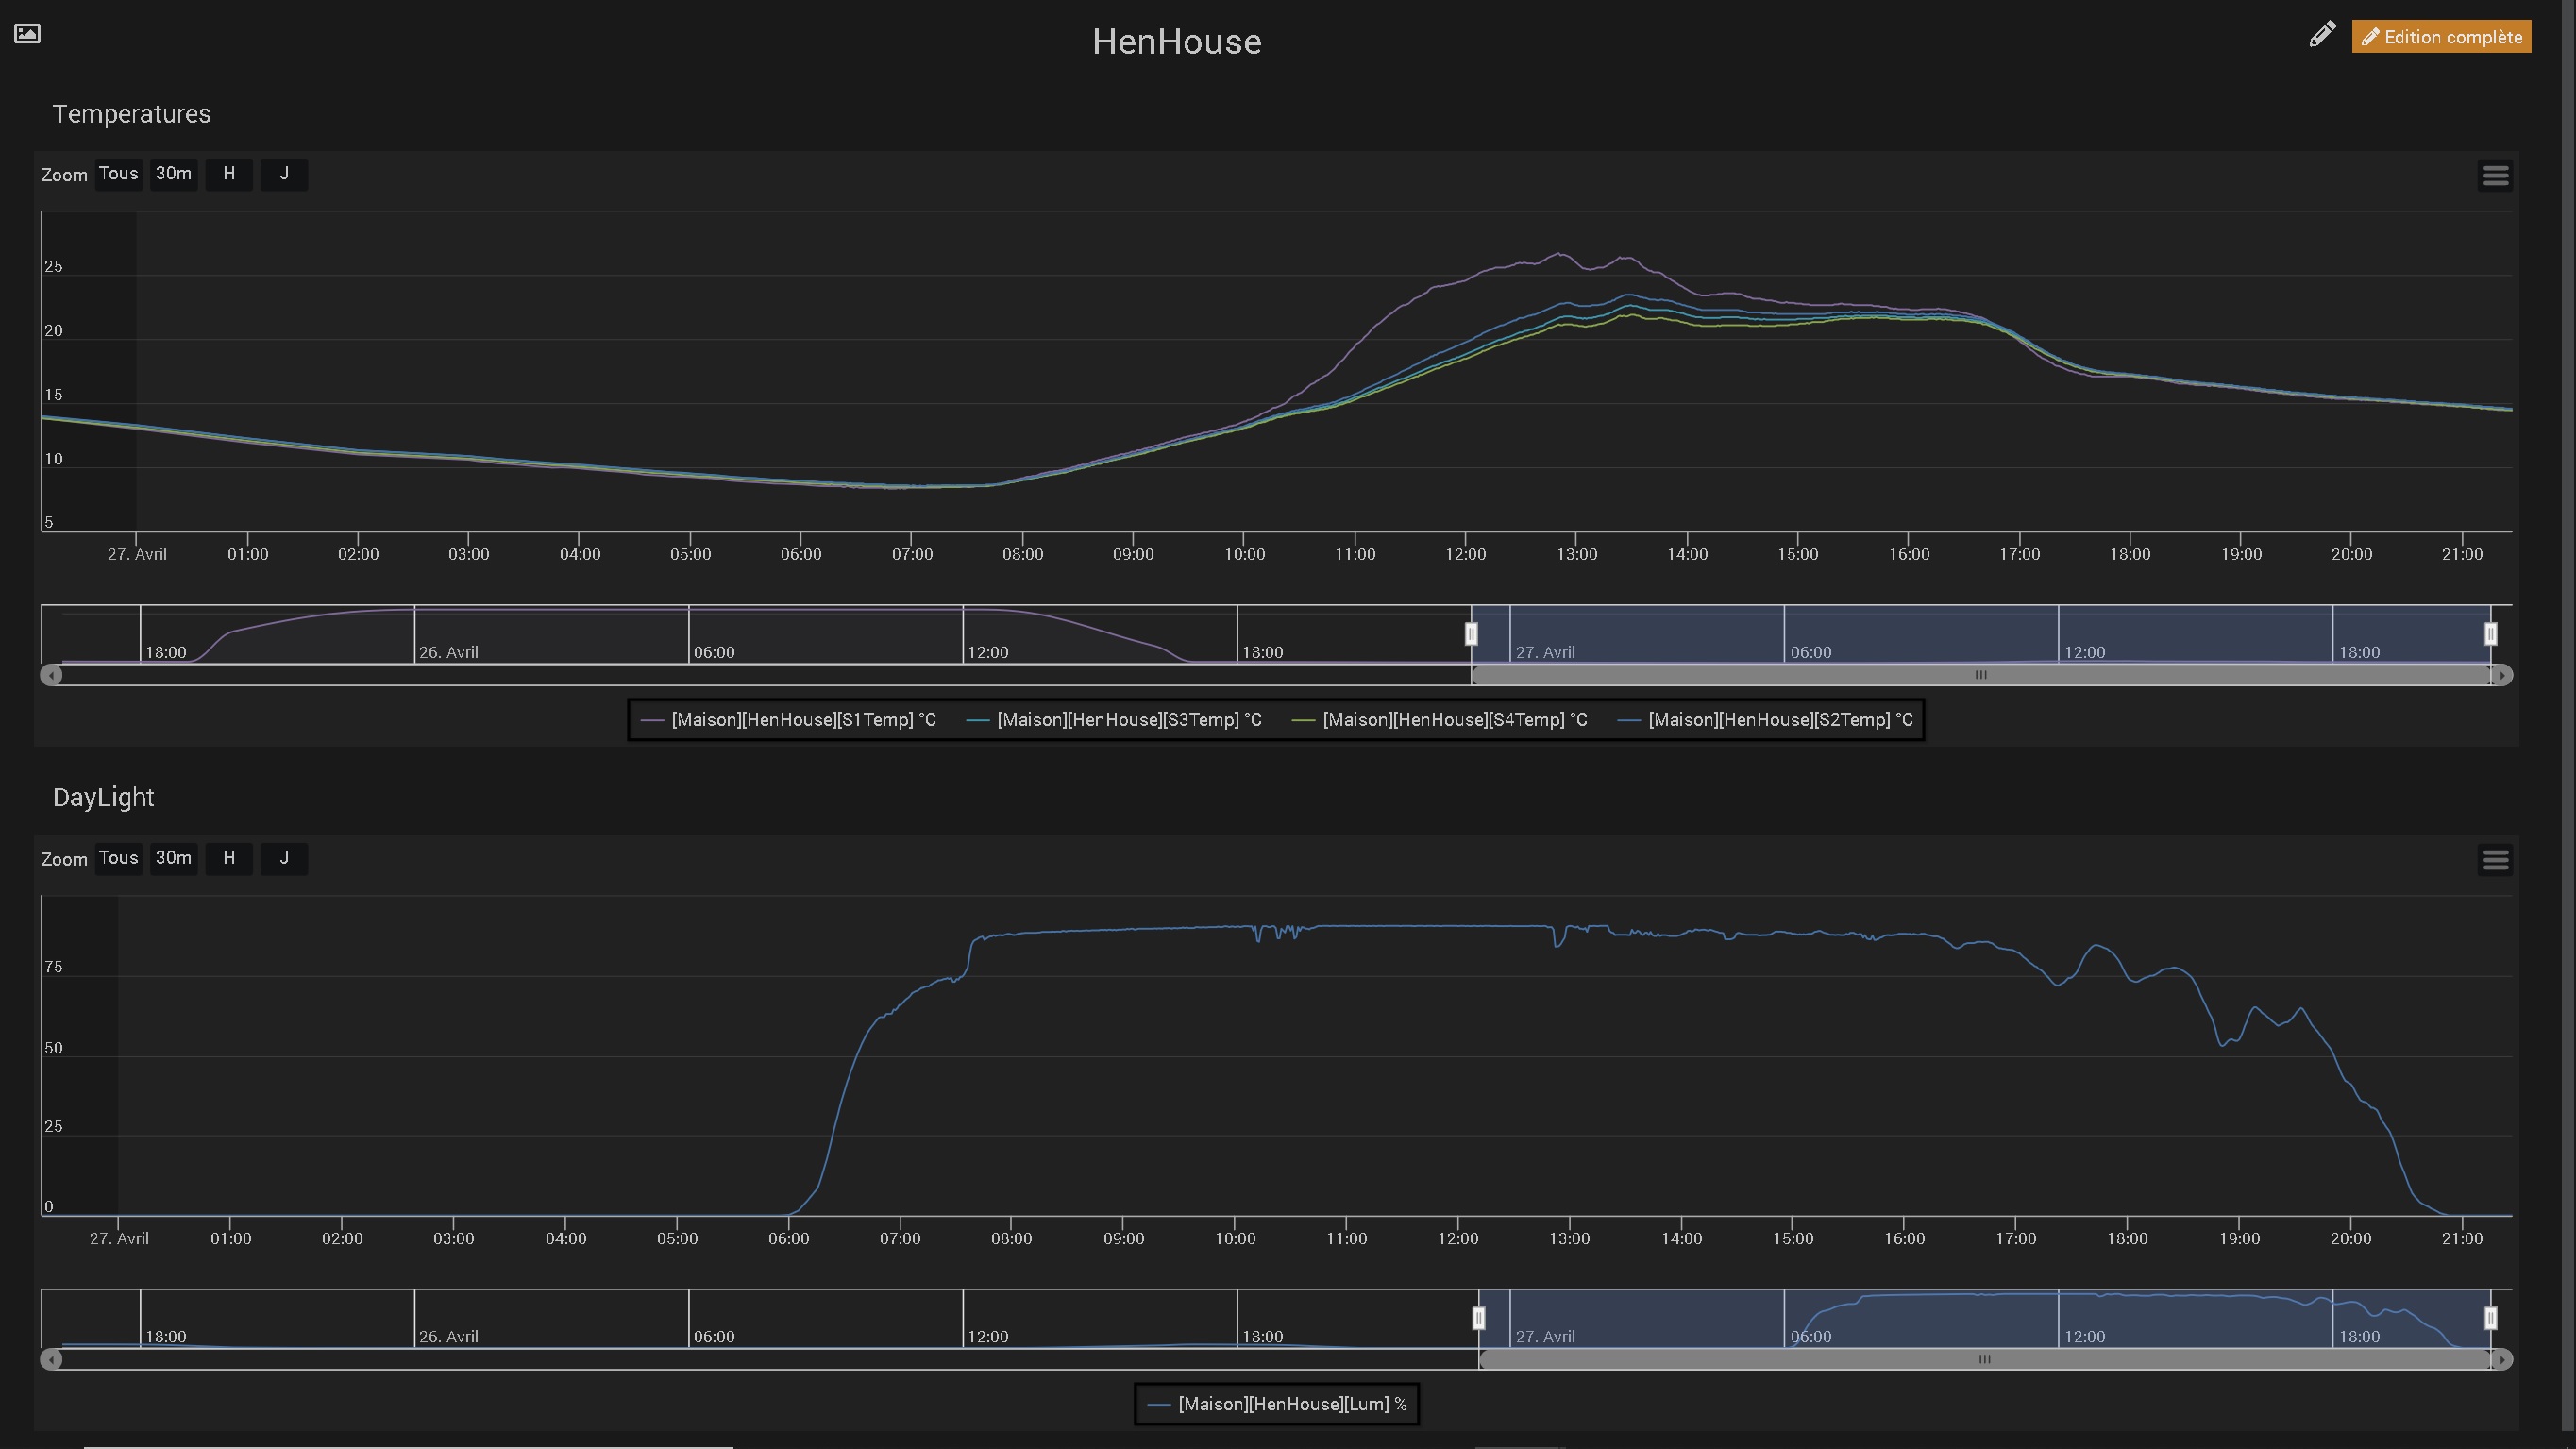 HenHouse
Edition complète
Temperatures
Zoom Tous 30m H J
25
20
15
10
5
27. Avril 01:00 02:00 03:00 04:00 05:00 06:00 07:00 08:00 09:00 10:00 11:00 12:00 13:00 14:00 15:00 16:00 17:00 18:00 19:00 20:00 21:00
18:00 26. Avril 06:00 12:00 18:00 27. Avril 06:00 12:00 18:00
[Maison][HenHouse][S1Temp] °C [Maison][HenHouse][S3Temp] °C [Maison][HenHouse][S4Temp] °C [Maison][HenHouse][S2Temp] °C
DayLight
Zoom Tous 30m H J
75
50
25
0
27. Avril 01:00 02:00 03:00 04:00 05:00 06:00 07:00 08:00 09:00 10:00 11:00 12:00 13:00 14:00 15:00 16:00 17:00 18:00 19:00 20:00 21:00
18:00 26. Avril 06:00 12:00 18:00 27. Avril 06:00 12:00 18:00
[Maison][HenHouse][Lum] %